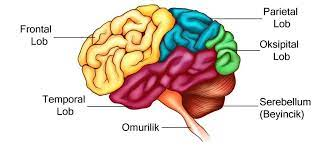 Parietal
Lob
Frontal
Lob
Oksipital
Lob
Temporal
Lob
Serebellum
(Beyincik)
Omurilik